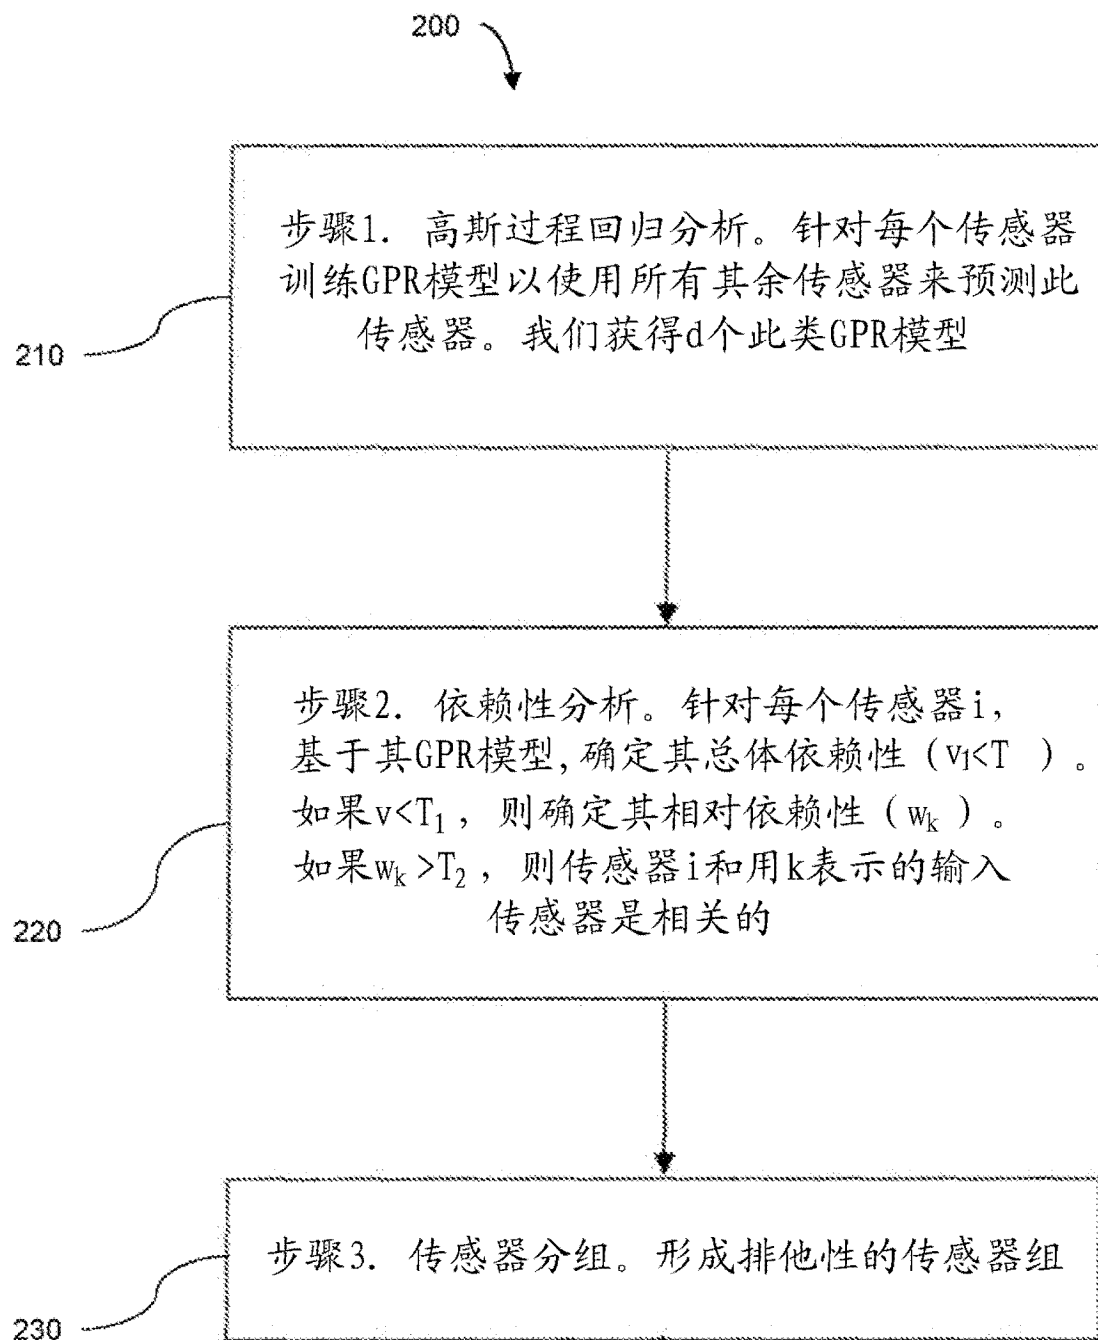 200
步骤1. 高斯过程回归分析。针对每个传感器
训练GPR模型以使用所有其余传感器来预测此
传感器。我们获得d个此类GPR模型
210
步骤2. 依赖性分析。针对每个传感器i,
基于其GPR模型,确定其总体依赖性（v1<T ）。
如果v<T1, 则确定其相对依赖性（wk）。
如果wk>T2, 则传感器i和用k表示的输入
传感器是相关的
220
步骤3. 传感器分组。形成排他性的传感器组
230